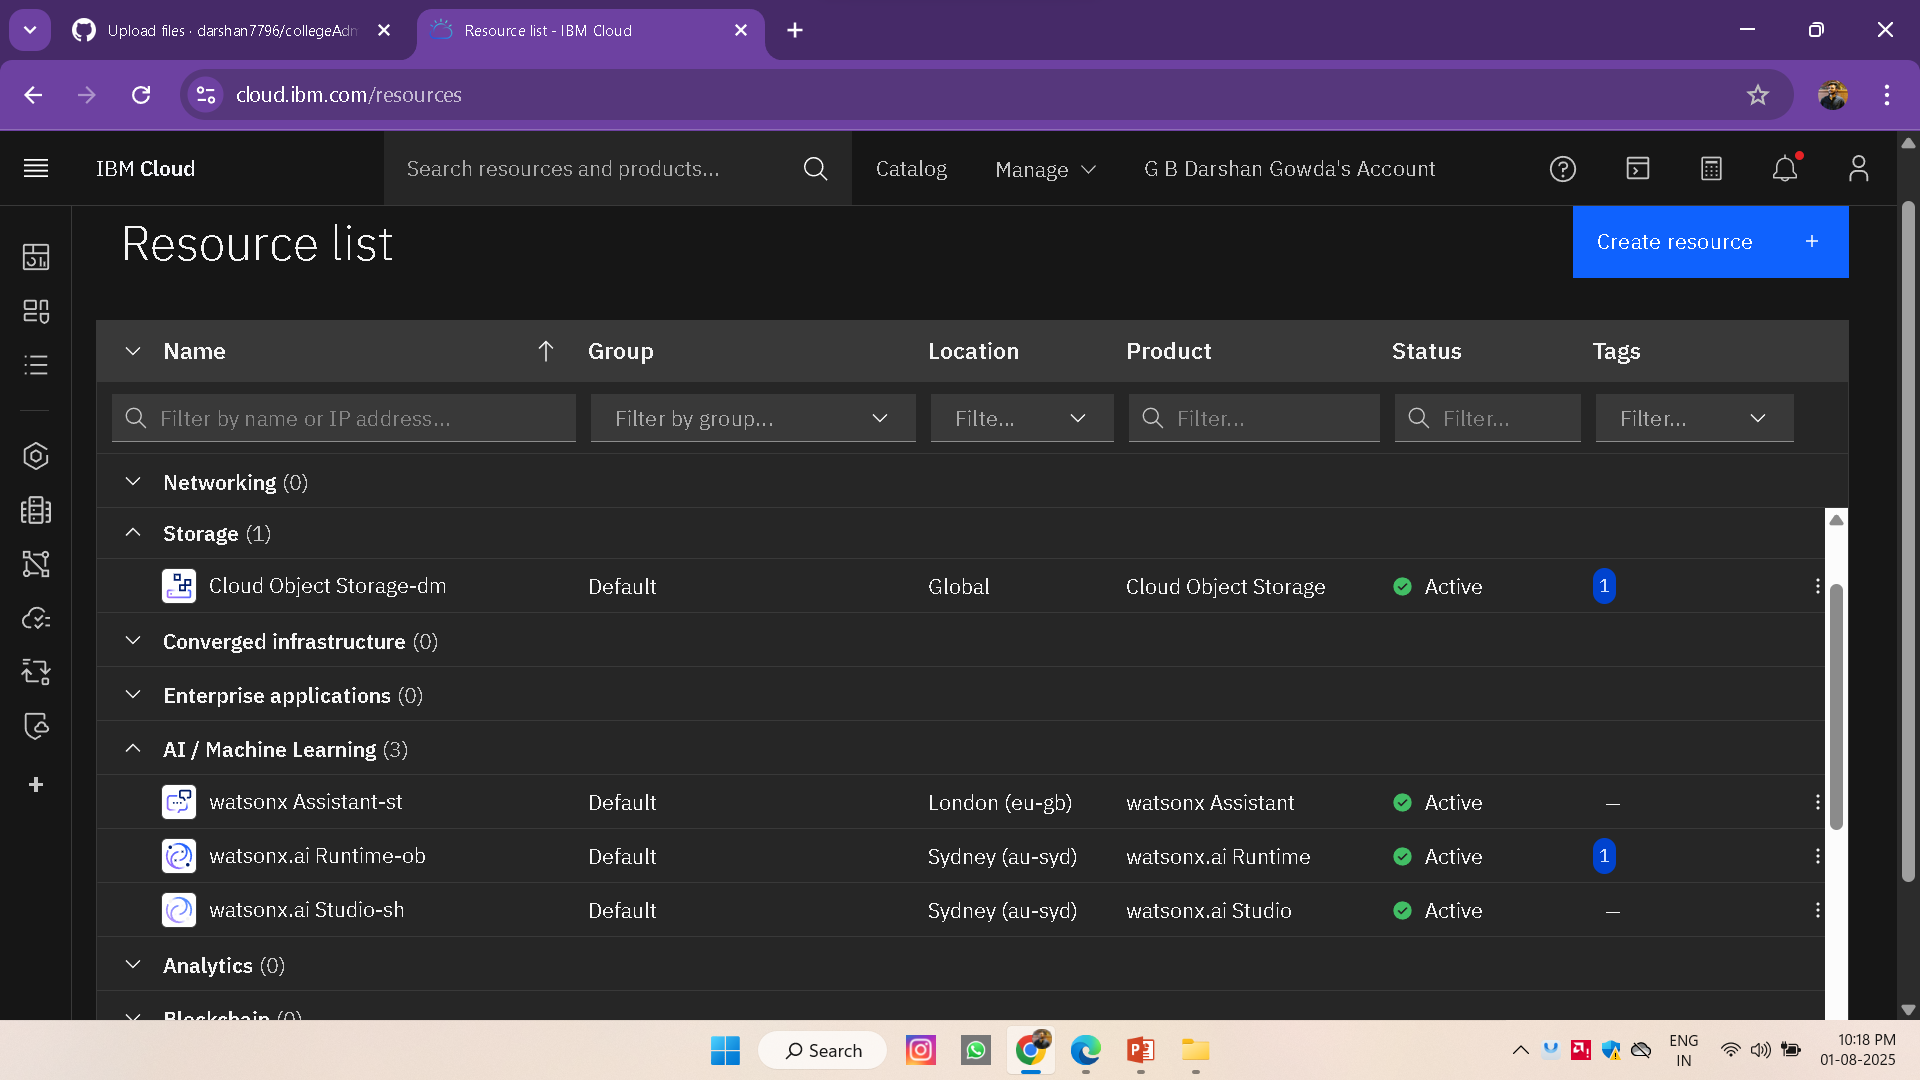 Upload files · darshan7796/collegeAdm
Resource list - IBM Cloud
cloud.ibm.com/resources
IBM Cloud
Search resources and products...
Catalog
Manage
G B Darshan Gowda's Account
Resource list
Create resource +
Name Group Location Product Status Tags
Filter by name or IP address... Filter by group... Filte... Filter... Filter... Filter...
Networking (0)
Storage (1)
Cloud Object Storage-dm Default Global Cloud Object Storage Active 1
Converged infrastructure (0)
Enterprise applications (0)
AI / Machine Learning (3)
watsonx Assistant-st Default London (eu-gb) watsonx Assistant Active –
watsonx.ai Runtime-ob Default Sydney (au-syd) watsonx.ai Runtime Active 1
watsonx.ai Studio-sh Default Sydney (au-syd) watsonx.ai Studio Active –
Analytics (0)
Blockchain (0)
Search
ENG
IN
10:18 PM
01-08-2025